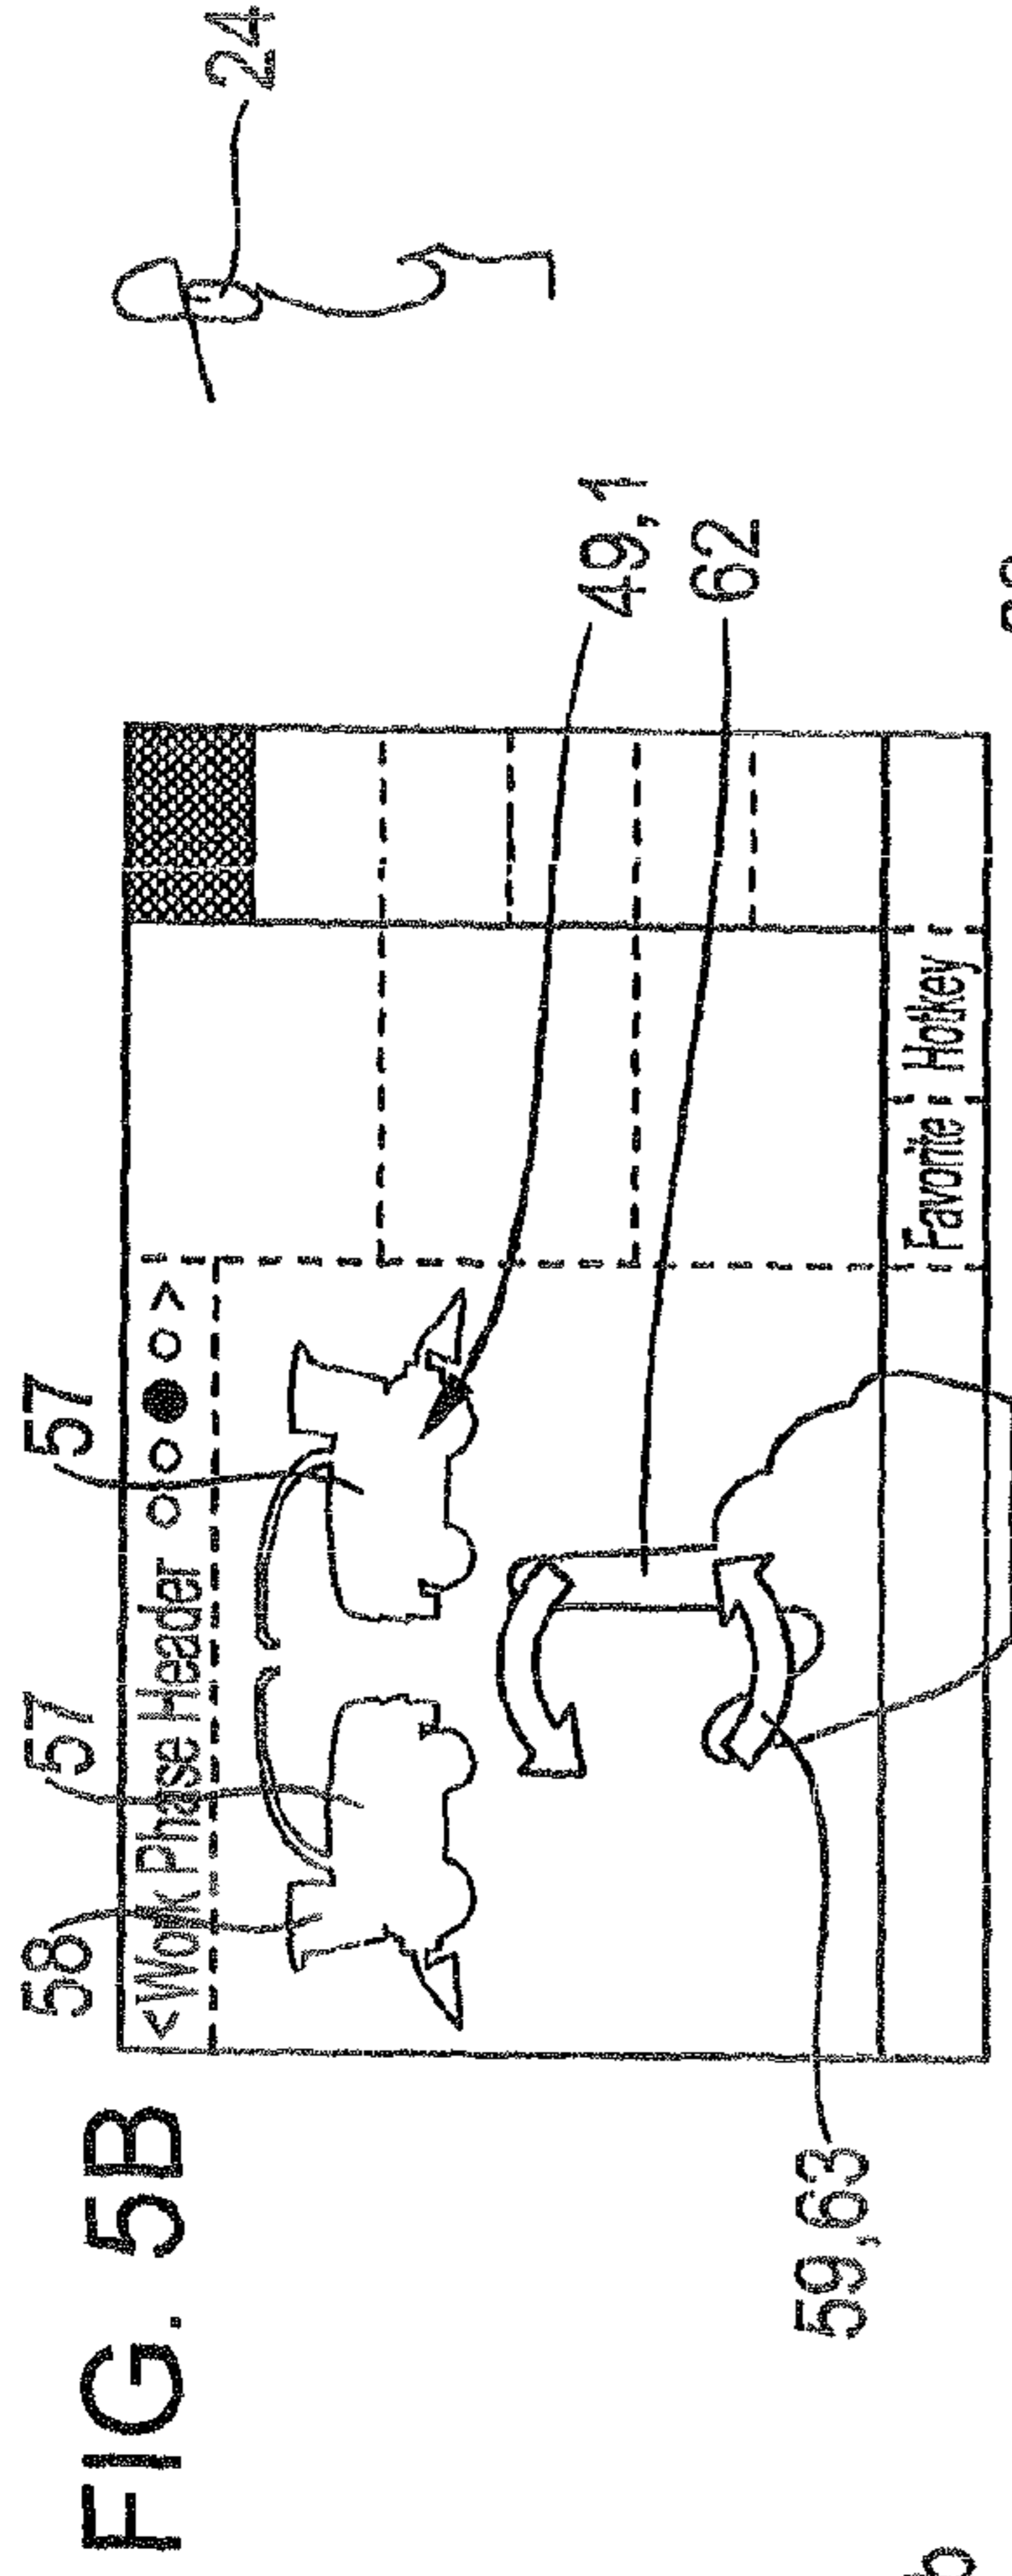 FIG. 5B
58
57
57
24
<Work Phase Header ○ ○ ● ○ >
49,1
62
59,63
Favorite
Hotkey